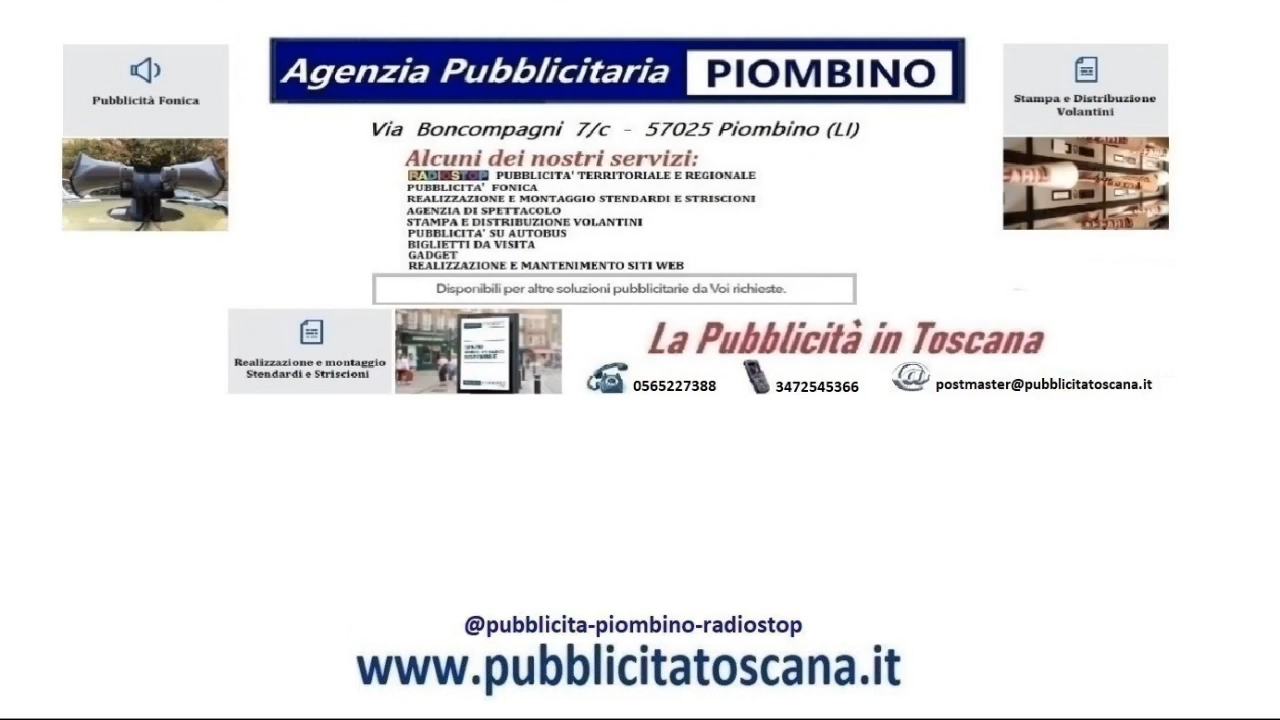 Agenzia Pubblicitaria PIOMBINO
Via Boncompagni 7/c - 57025 Piombino (LI)
Pubblicità Fonica
Stampa e Distribuzione
Volantini
Alcuni dei nostri servizi:
RADIOSTOP PUBBLICITA' TERRITORIALE E REGIONALE
PUBBLICITA' FONICA
REALIZZAZIONE E MONTAGGIO STENDARDI E STRISCIONI
AGENZIA DI SPETTACOLO
STAMPA E DISTRIBUZIONE VOLANTINI
PUBBLICITA' SU AUTOBUS
BIGLIETTI DA VISITA
GADGET
REALIZZAZIONE E MANTENIMENTO SITI WEB
Disponibili per altre soluzioni pubblicitarie da Voi richieste.
Realizzazione e montaggio
Stendardi e Striscioni
La Pubblicità in Toscana
0565227388 3472545366 postmaster@pubblicitatoscana.it
@pubblicita-piombino-radiostop
www.pubblicitatoscana.it